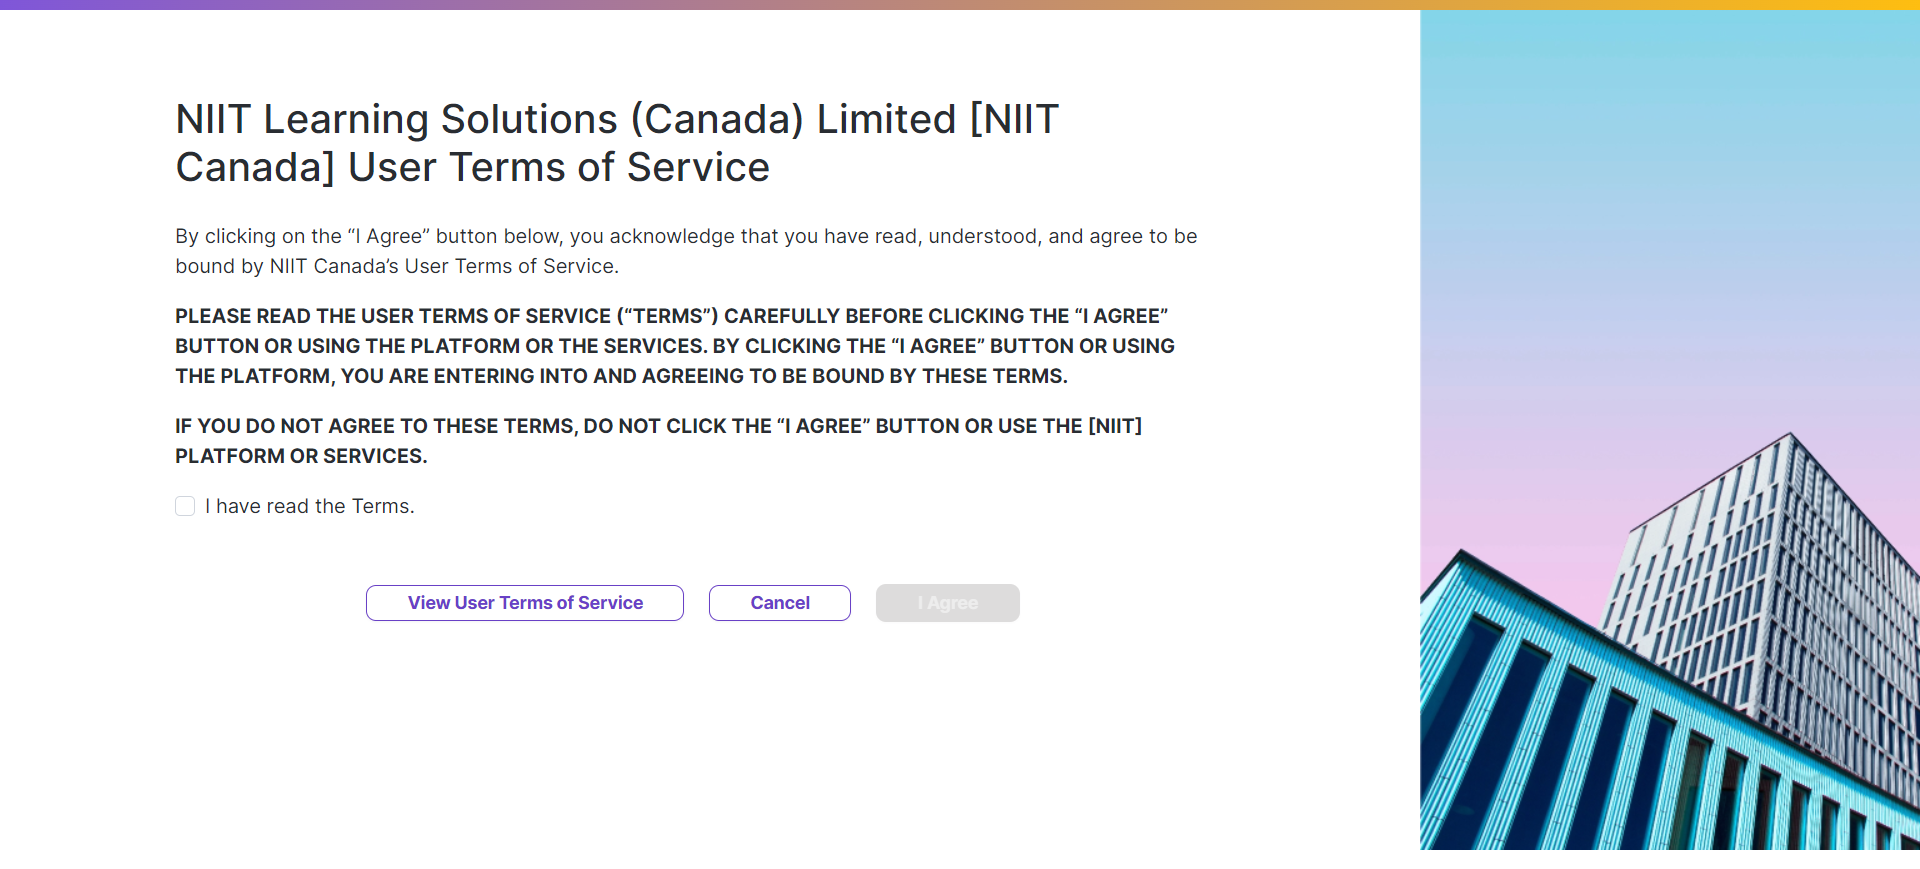 NIIT Learning Solutions (Canada) Limited [NIIT
Canada] User Terms of Service
By clicking on the “I Agree” button below, you acknowledge that you have read, understood, and agree to be
bound by NIIT Canada’s User Terms of Service.
PLEASE READ THE USER TERMS OF SERVICE (“TERMS”) CAREFULLY BEFORE CLICKING THE “I AGREE”
BUTTON OR USING THE PLATFORM OR THE SERVICES. BY CLICKING THE “I AGREE” BUTTON OR USING
THE PLATFORM, YOU ARE ENTERING INTO AND AGREEING TO BE BOUND BY THESE TERMS.
IF YOU DO NOT AGREE TO THESE TERMS, DO NOT CLICK THE “I AGREE” BUTTON OR USE THE [NIIT]
PLATFORM OR SERVICES.
I have read the Terms.
View User Terms of Service Cancel I Agree